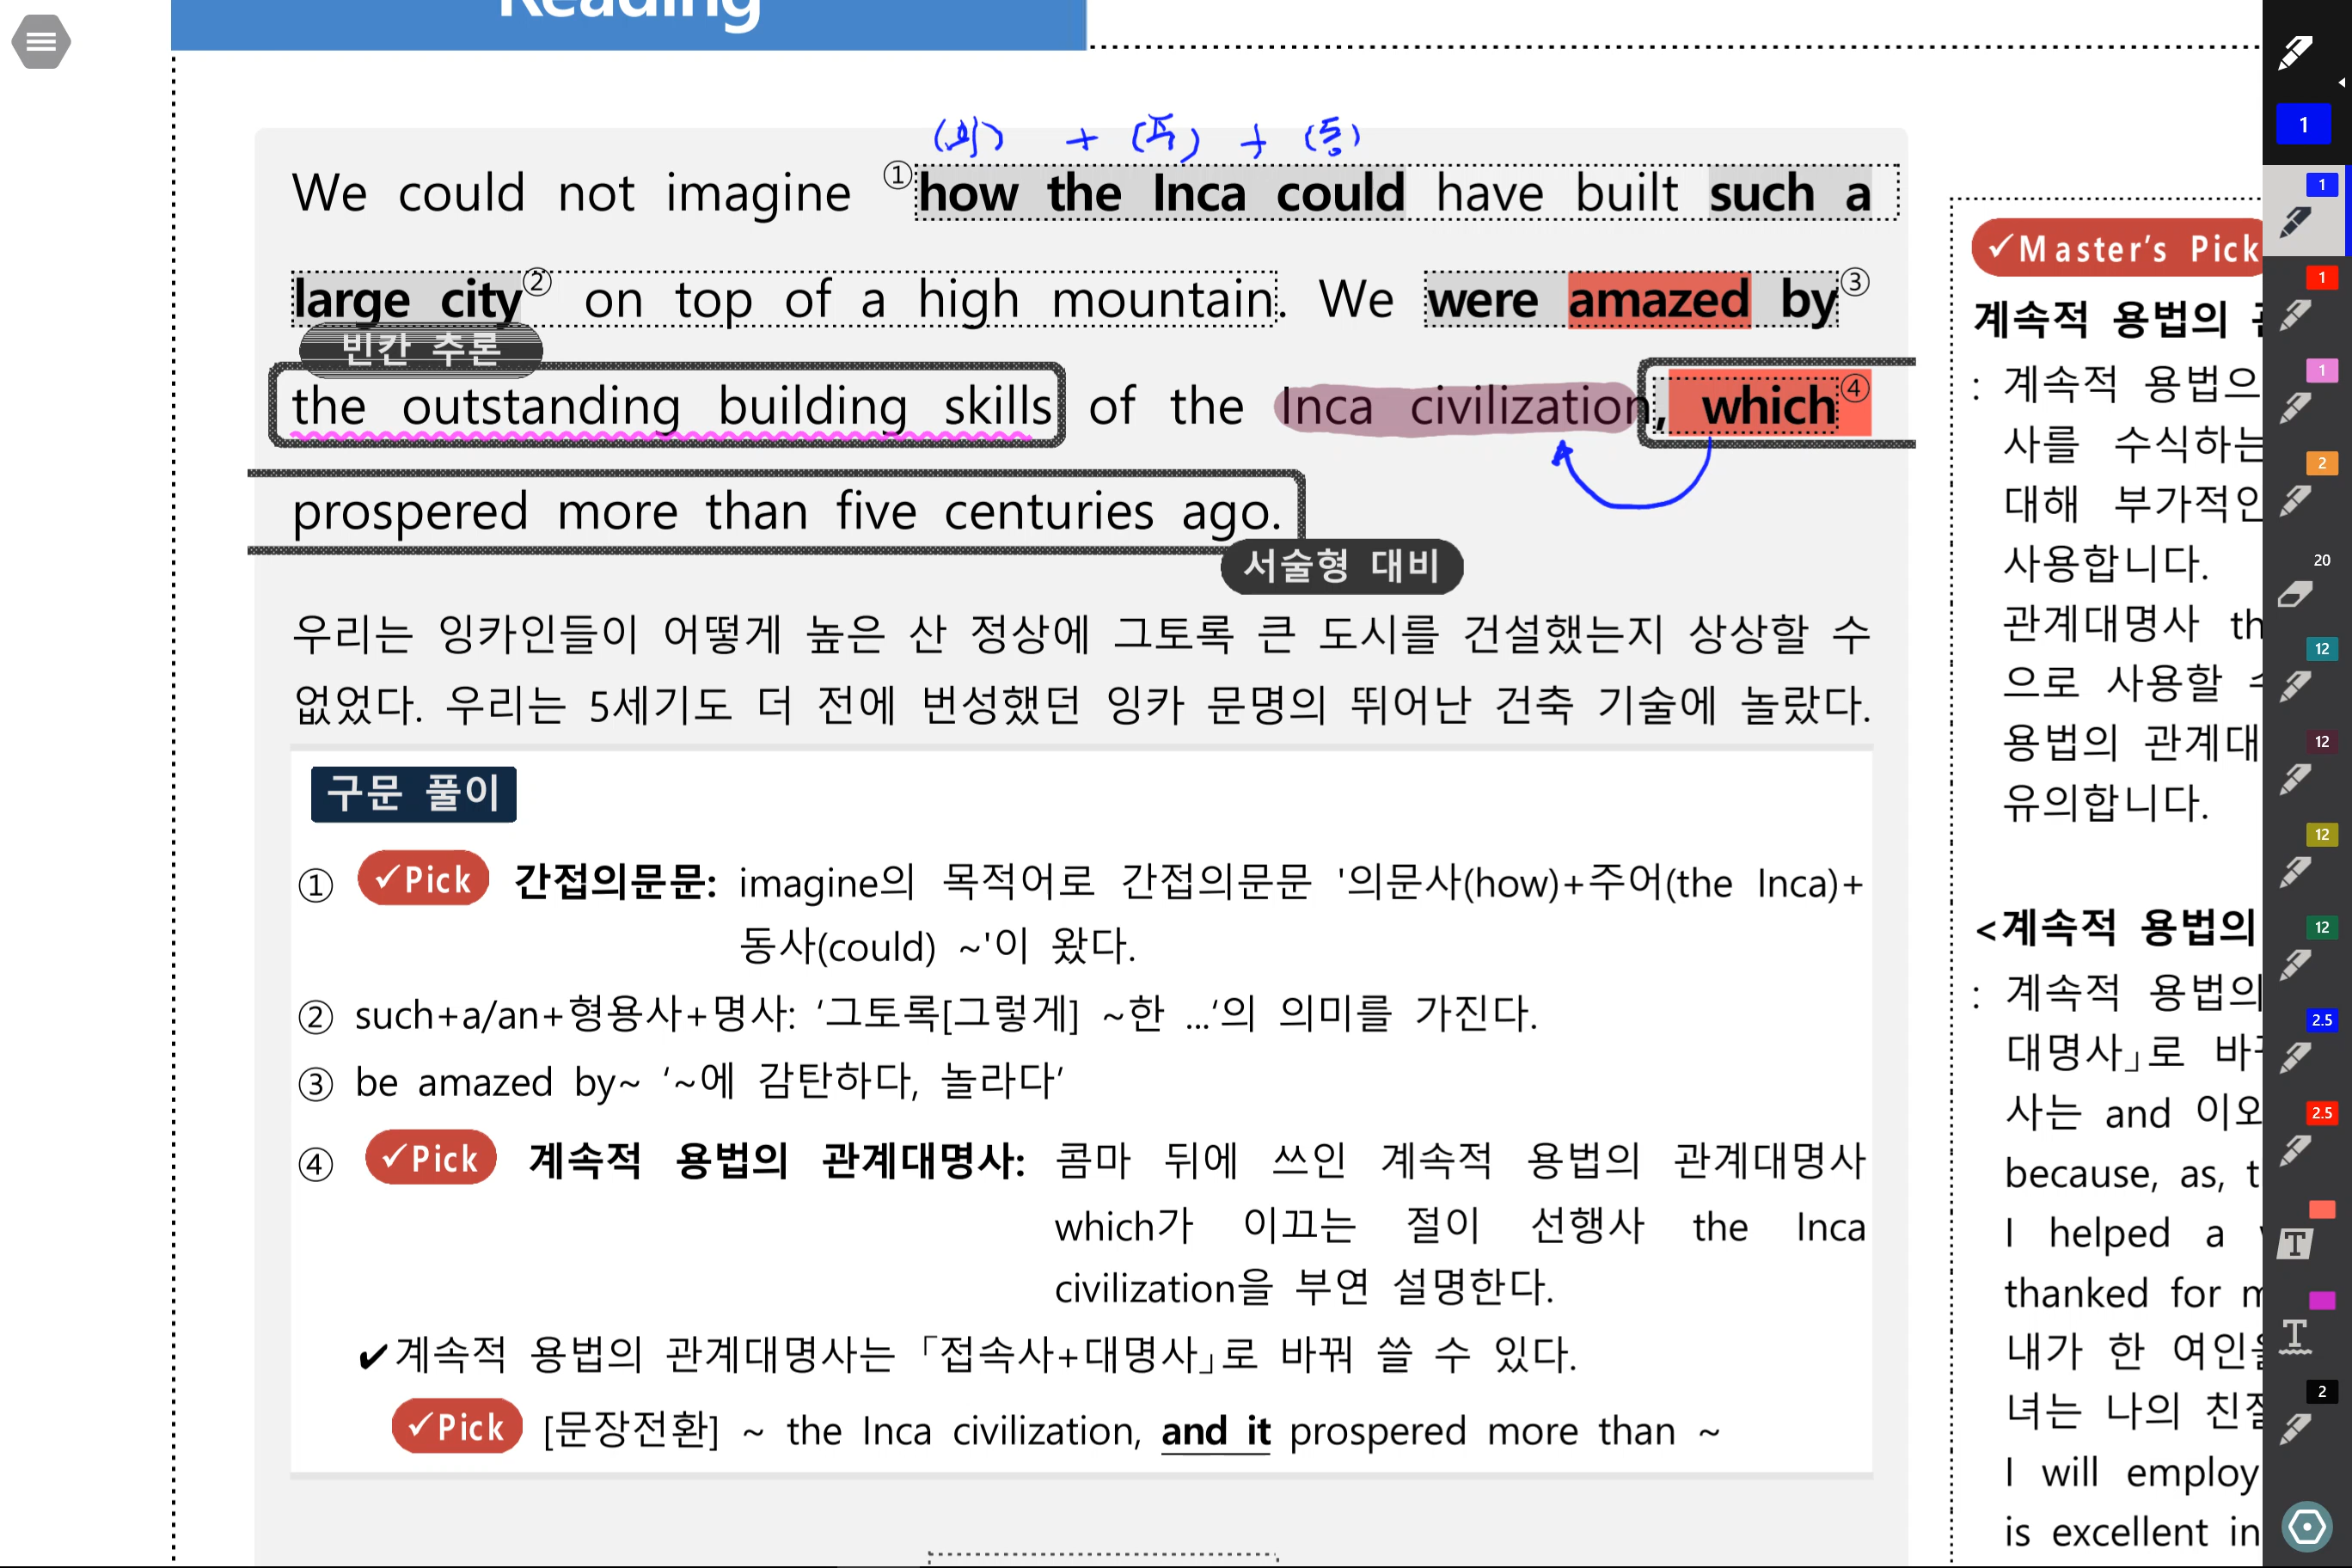 Reading
(의) + (주) + (동)
We could not imagine ①how the Inca could have built such a
large city② on top of a high mountain. We were amazed by③
빈칸 추론
the outstanding building skills of the Inca civilization, which④
prospered more than five centuries ago.
서술형 대비
우리는 잉카인들이 어떻게 높은 산 정상에 그토록 큰 도시를 건설했는지 상상할 수
없었다. 우리는 5세기도 더 전에 번성했던 잉카 문명의 뛰어난 건축 기술에 놀랐다.
구문 풀이
① ✓Pick 간접의문문: imagine의 목적어로 간접의문문 '의문사(how)+주어(the Inca)+
동사(could) ~'이 왔다.
② such+a/an+형용사+명사: ‘그토록[그렇게] ~한 ...‘의 의미를 가진다.
③ be amazed by~ ‘~에 감탄하다, 놀라다’
④ ✓Pick 계속적 용법의 관계대명사: 콤마 뒤에 쓰인 계속적 용법의 관계대명사
which가 이끄는 절이 선행사 the Inca
civilization을 부연 설명한다.
✔계속적 용법의 관계대명사는 「접속사+대명사」로 바꿔 쓸 수 있다.
✓Pick [문장전환] ~ the Inca civilization, and it prospered more than ~
✓Master’s Pick
계속적 용법의
: 계속적 용법으
사를 수식하는
대해 부가적인
사용합니다.
관계대명사 th
으로 사용할
용법의 관계대
유의합니다.
<계속적 용법의
: 계속적 용법의
대명사」로 바
사는 and 이외
because, as, t
I helped a
thanked for m
내가 한 여인을
녀는 나의 친절
I will employ
is excellent in
1
1
1
1
2
20
12
12
12
12
2.5
2.5
T
T
2